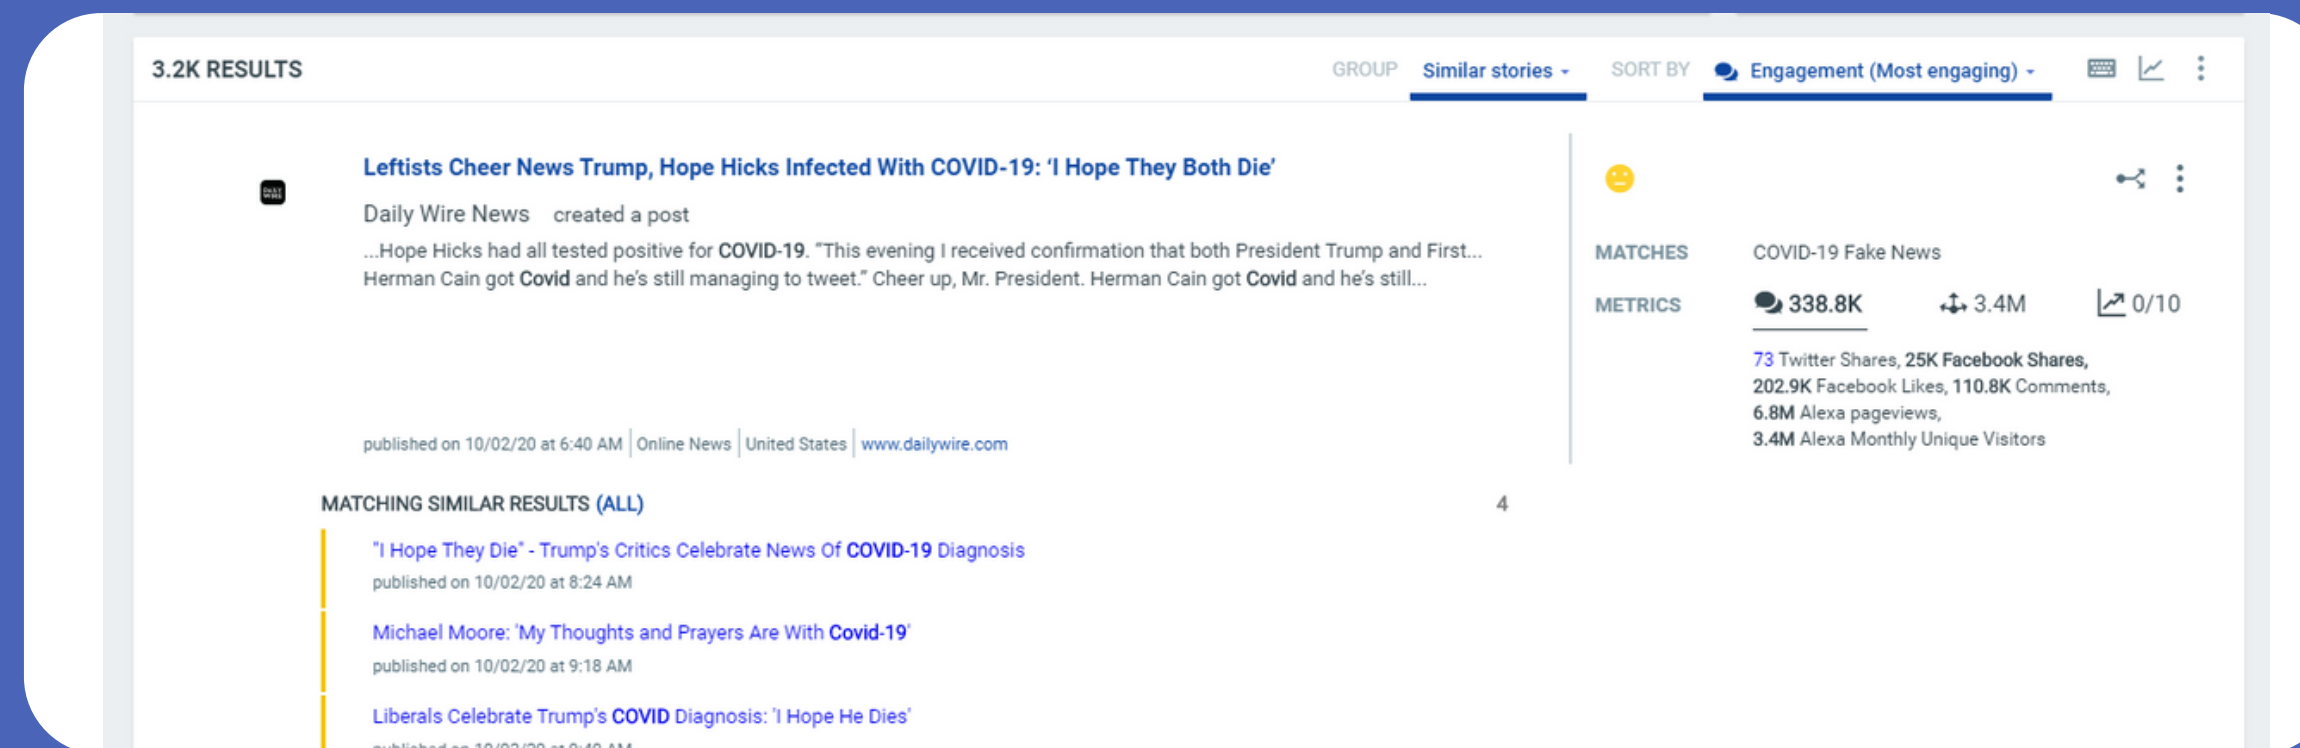 3.2K RESULTS
GROUP Similar stories SORT BY Engagement (Most engaging)
Leftists Cheer News Trump, Hope Hicks Infected With COVID-19: ‘I Hope They Both Die’
DAILY WIRE
Daily Wire News created a post
...Hope Hicks had all tested positive for COVID-19. “This evening I received confirmation that both President Trump and First...
Herman Cain got Covid and he’s still managing to tweet.” Cheer up, Mr. President. Herman Cain got Covid and he’s still...
published on 10/02/20 at 6:40 AM Online News United States www.dailywire.com
MATCHES COVID-19 Fake News
METRICS 338.8K 3.4M 0/10
73 Twitter Shares, 25K Facebook Shares,
202.9K Facebook Likes, 110.8K Comments,
6.8M Alexa pageviews,
3.4M Alexa Monthly Unique Visitors
MATCHING SIMILAR RESULTS (ALL) 4
"I Hope They Die" - Trump's Critics Celebrate News Of COVID-19 Diagnosis
published on 10/02/20 at 8:24 AM
Michael Moore: 'My Thoughts and Prayers Are With Covid-19'
published on 10/02/20 at 9:18 AM
Liberals Celebrate Trump's COVID Diagnosis: 'I Hope He Dies'